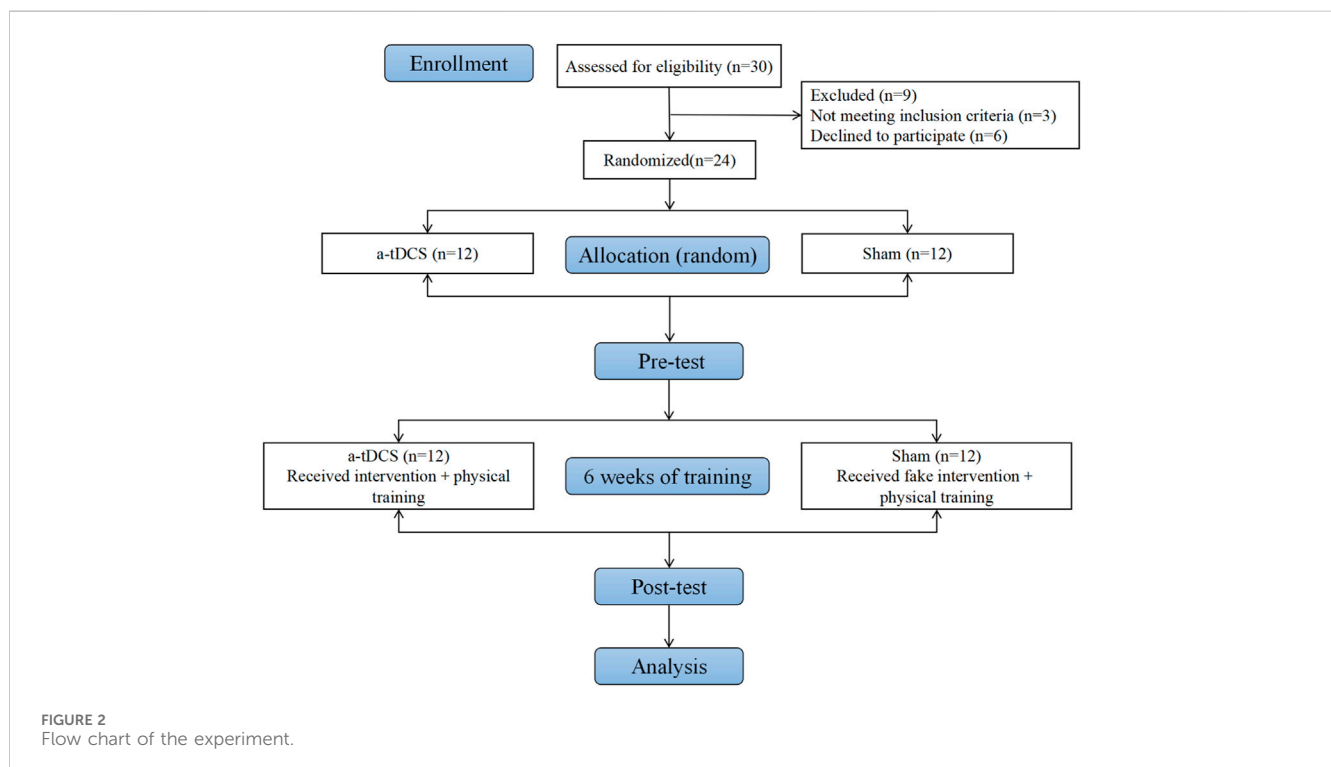 Enrollment
Assessed for eligibility (n=30)
Excluded (n=9)
Not meeting inclusion criteria (n=3)
Declined to participate (n=6)
Randomized(n=24)
a-tDCS (n=12)
Allocation (random)
Sham (n=12)
Pre-test
a-tDCS (n=12)
Received intervention + physical
training
6 weeks of training
Sham (n=12)
Received fake intervention +
physical training
Post-test
Analysis
FIGURE 2
Flow chart of the experiment.